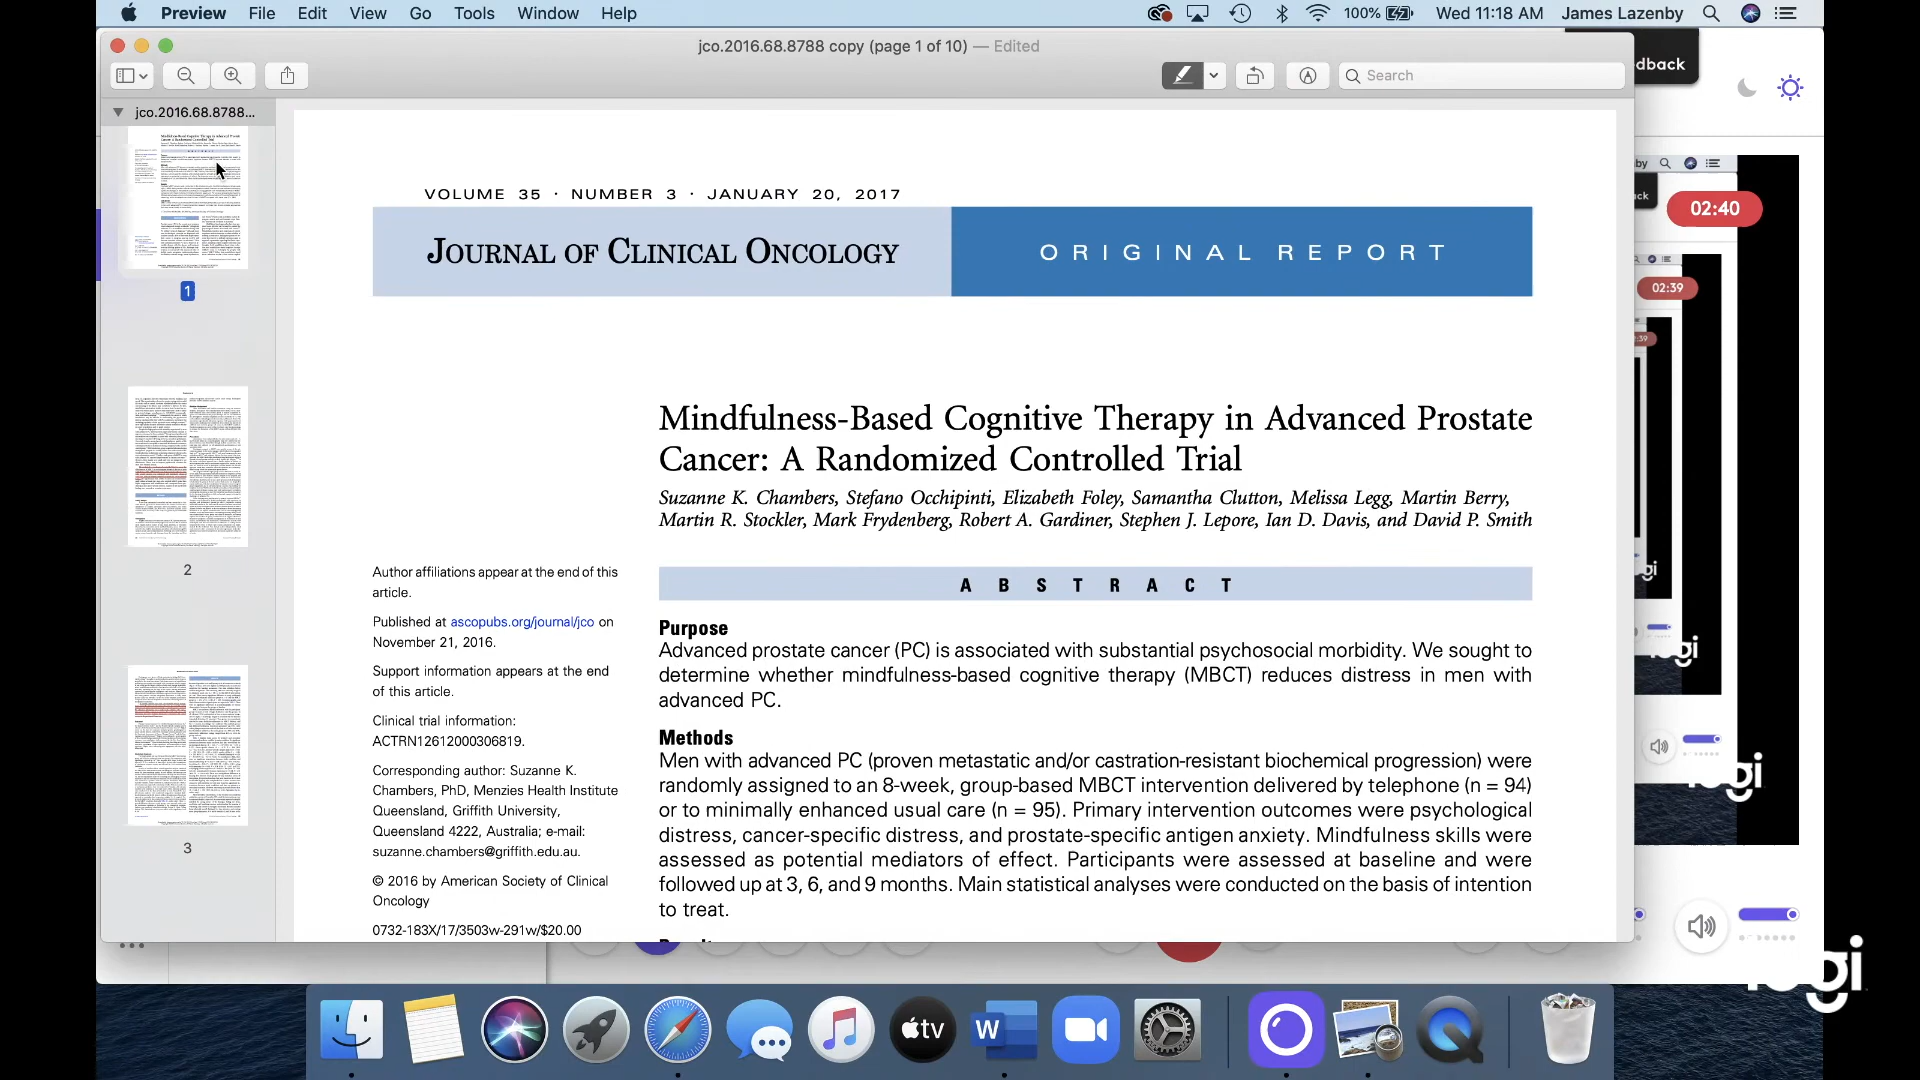 Preview File Edit View Go Tools Window Help 100% Wed 11:18 AM James Lazenby
jco.2016.68.8788 copy (page 1 of 10) — Edited
dback
Search
jco.2016.68.8788...
1
2
3
VOLUME 35 · NUMBER 3 · JANUARY 20, 2017
JOURNAL OF CLINICAL ONCOLOGY
ORIGINAL REPORT
Mindfulness-Based Cognitive Therapy in Advanced Prostate
Cancer: A Randomized Controlled Trial
Suzanne K. Chambers, Stefano Occhipinti, Elizabeth Foley, Samantha Clutton, Melissa Legg, Martin Berry,
Martin R. Stockler, Mark Frydenberg, Robert A. Gardiner, Stephen J. Lepore, Ian D. Davis, and David P. Smith
Author affiliations appear at the end of this
article.
Published at ascopubs.org/journal/jco on
November 21, 2016.
Support information appears at the end
of this article.
Clinical trial information:
ACTRN12612000306819.
Corresponding author: Suzanne K.
Chambers, PhD, Menzies Health Institute
Queensland, Griffith University,
Queensland 4222, Australia; e-mail:
suzanne.chambers@griffith.edu.au.
© 2016 by American Society of Clinical
Oncology
0732-183X/17/3503w-291w/$20.00
ABSTRACT
Purpose
Advanced prostate cancer (PC) is associated with substantial psychosocial morbidity. We sought to
determine whether mindfulness-based cognitive therapy (MBCT) reduces distress in men with
advanced PC.
Methods
Men with advanced PC (proven metastatic and/or castration-resistant biochemical progression) were
randomly assigned to an 8-week, group-based MBCT intervention delivered by telephone (n = 94)
or to minimally enhanced usual care (n = 95). Primary intervention outcomes were psychological
distress, cancer-specific distress, and prostate-specific antigen anxiety. Mindfulness skills were
assessed as potential mediators of effect. Participants were assessed at baseline and were
followed up at 3, 6, and 9 months. Main statistical analyses were conducted on the basis of intention
to treat.
by
ck
02:40
02:39
:39
gi
ogi
ogi
logi
tv
W